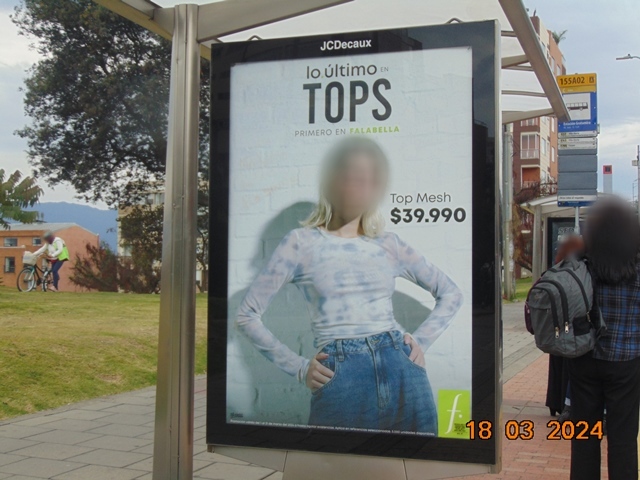 JCDecaux
lo último EN
TOPS
PRIMERO EN FALABELLA
Top Mesh
$39.990
f.
155A02 B
18 03 2024